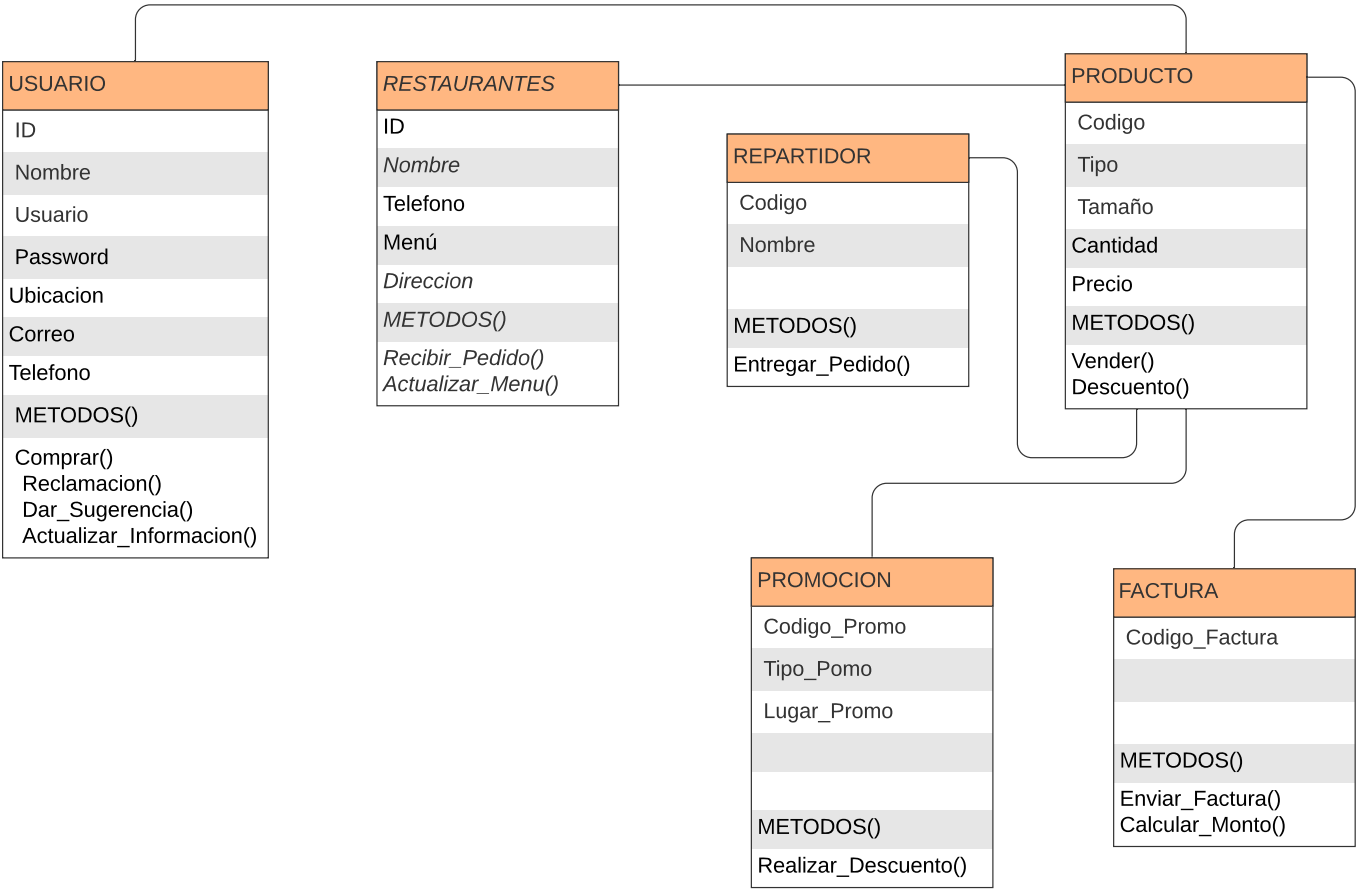 USUARIO
ID
Nombre
Usuario
Password
Ubicacion
Correo
Telefono
METODOS()
Comprar()
Reclamacion()
Dar_Sugerencia()
Actualizar_Informacion()
RESTAURANTES
ID
Nombre
Telefono
Menú
Direccion
METODOS()
Recibir_Pedido()
Actualizar_Menu()
REPARTIDOR
Codigo
Nombre
METODOS()
Entregar_Pedido()
PRODUCTO
Codigo
Tipo
Tamaño
Cantidad
Precio
METODOS()
Vender()
Descuento()
PROMOCION
Codigo_Promo
Tipo_Pomo
Lugar_Promo
METODOS()
Realizar_Descuento()
FACTURA
Codigo_Factura
METODOS()
Enviar_Factura()
Calcular_Monto()